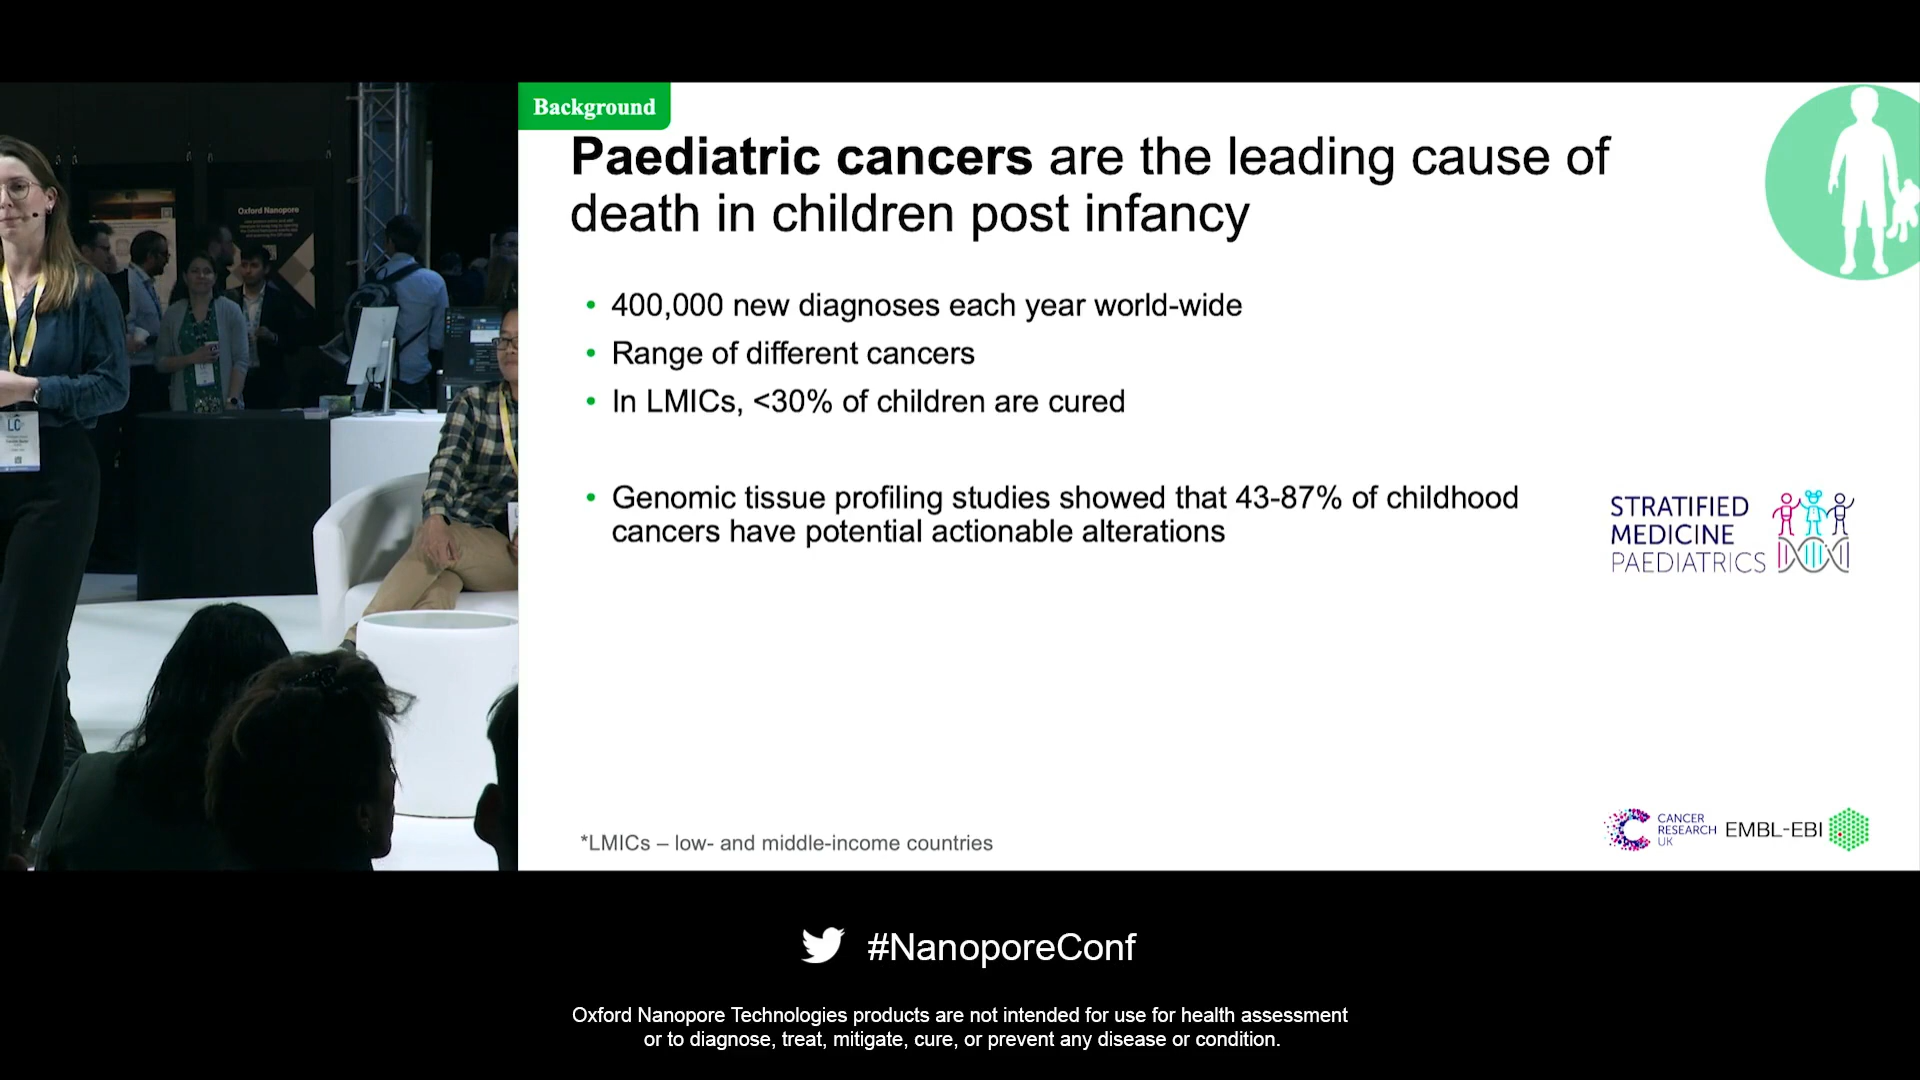 Background
Paediatric cancers are the leading cause of
death in children post infancy
• 400,000 new diagnoses each year world-wide
• Range of different cancers
• In LMICs, <30% of children are cured
• Genomic tissue profiling studies showed that 43-87% of childhood
cancers have potential actionable alterations
STRATIFIED
MEDICINE
PAEDIATRICS
*LMICs – low- and middle-income countries
CANCER
RESEARCH
UK
EMBL-EBI
Oxford Nanopore
LC
#NanoporeConf
Oxford Nanopore Technologies products are not intended for use for health assessment
or to diagnose, treat, mitigate, cure, or prevent any disease or condition.